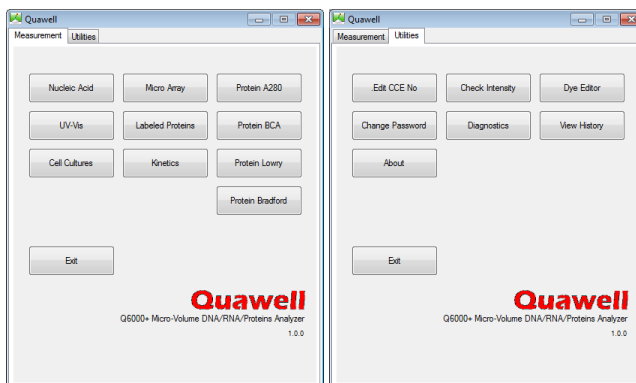 Quawell
Measurement Utilities
Nucleic Acid Micro Array Protein A280
UV-Vis Labeled Proteins Protein BCA
Cell Cultures Kinetics Protein Lowry
Protein Bradford
Exit
Quawell
Q6000+ Micro-Volume DNA/RNA/Proteins Analyzer
1.0.0
Quawell
Measurement Utilities
.Edit CCE No Check Intensity Dye Editor
Change Password Diagnostics View History
About
Exit
Quawell
Q6000+ Micro-Volume DNA/RNA/Proteins Analyzer
1.0.0